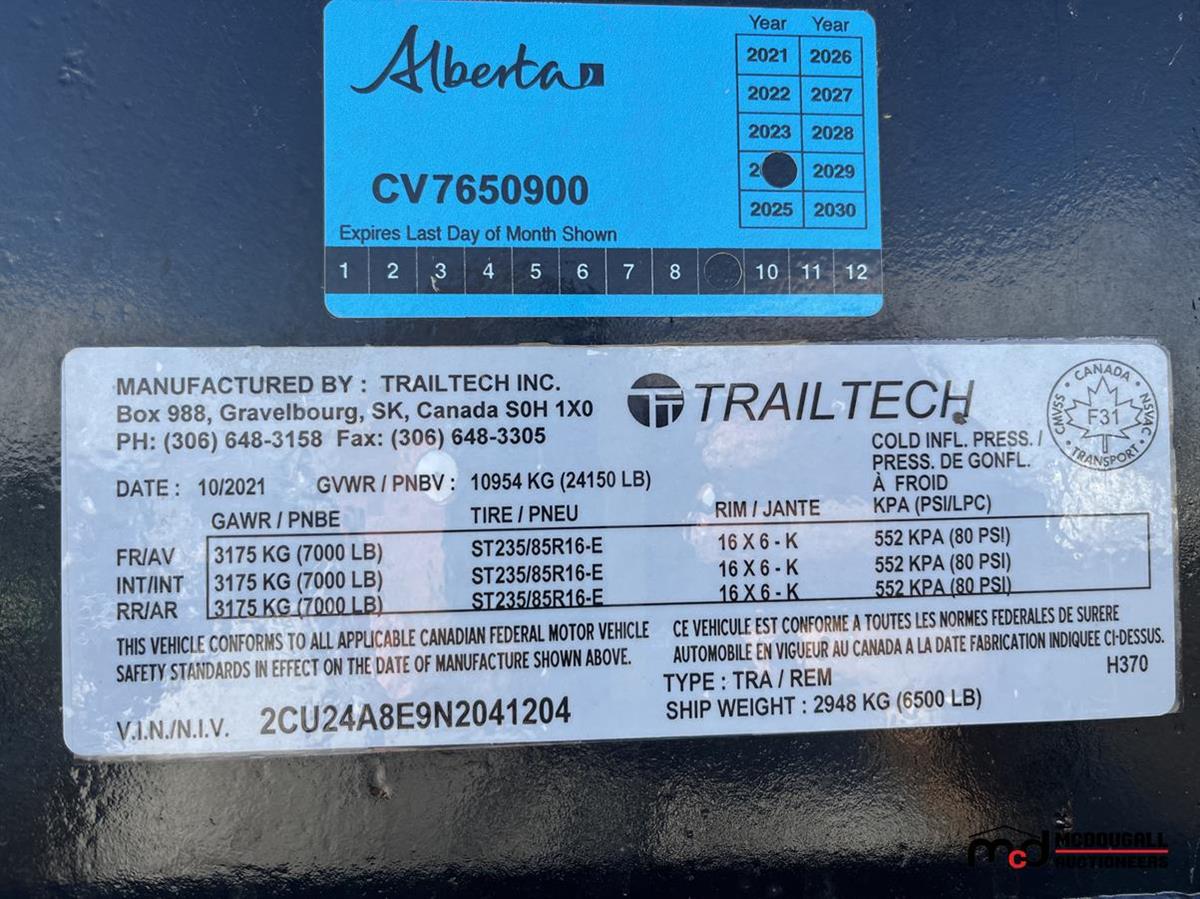 Alberta
Year Year
2021 2026
2022 2027
2023 2028
2029
2025 2030
CV7650900
Expires Last Day of Month Shown
1 2 3 4 5 6 7 8 10 11 12
MANUFACTURED BY : TRAILTECH INC.
Box 988, Gravelbourg, SK, Canada S0H 1X0
PH: (306) 648-3158 Fax: (306) 648-3305
TRAILTECH
CANADA
CMVSS F31 NSVAC
TRANSPORT
COLD INFL. PRESS. /
PRESS. DE GONFL.
À FROID
KPA (PSI/LPC)
DATE : 10/2021 GVWR / PNBV : 10954 KG (24150 LB)
GAWR / PNBE TIRE / PNEU RIM / JANTE
FR/AV 3175 KG (7000 LB) ST235/85R16-E 16 X 6 - K 552 KPA (80 PSI)
INT/INT 3175 KG (7000 LB) ST235/85R16-E 16 X 6 - K 552 KPA (80 PSI)
RR/AR 3175 KG (7000 LB) ST235/85R16-E 16 X 6 - K 552 KPA (80 PSI)
THIS VEHICLE CONFORMS TO ALL APPLICABLE CANADIAN FEDERAL MOTOR VEHICLE
SAFETY STANDARDS IN EFFECT ON THE DATE OF MANUFACTURE SHOWN ABOVE.
CE VEHICULE EST CONFORME A TOUTES LES NORMES FEDERALES DE SURERE
AUTOMOBILE EN VIGUEUR AU CANADA A LA DATE FABRICATION INDIQUEE CI-DESSUS.
TYPE : TRA / REM H370
SHIP WEIGHT : 2948 KG (6500 LB)
V.I.N./N.I.V. 2CU24A8E9N2041204
mcd MCDOUGALL
AUCTIONEERS